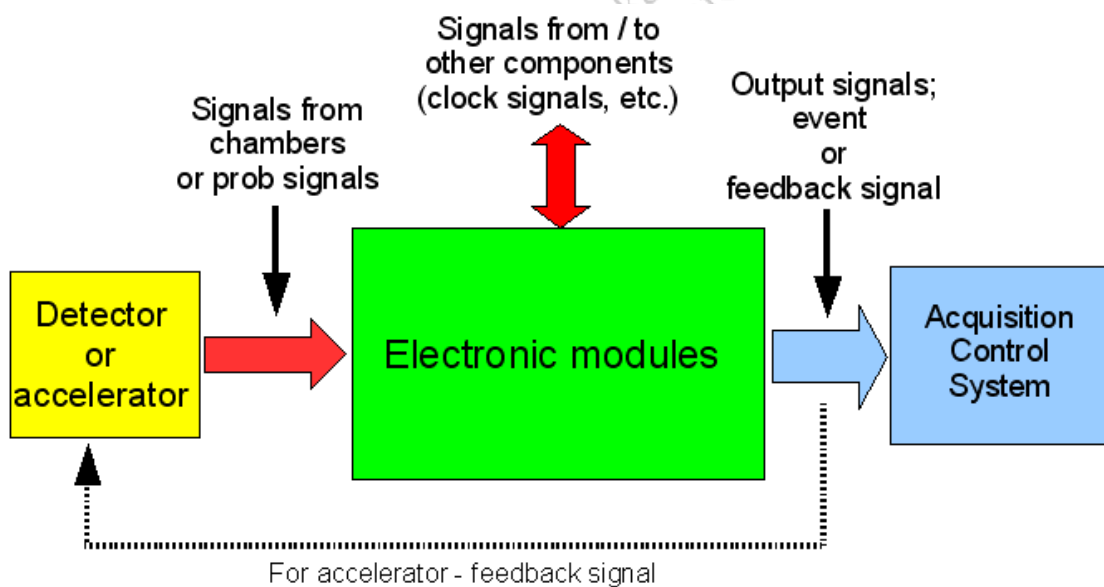 Signals from / to
other components
(clock signals, etc.)
Signals from
chambers
or prob signals
Output signals;
event
or
feedback signal
Detector
or
accelerator
Electronic modules
Acquisition
Control
System
For accelerator - feedback signal